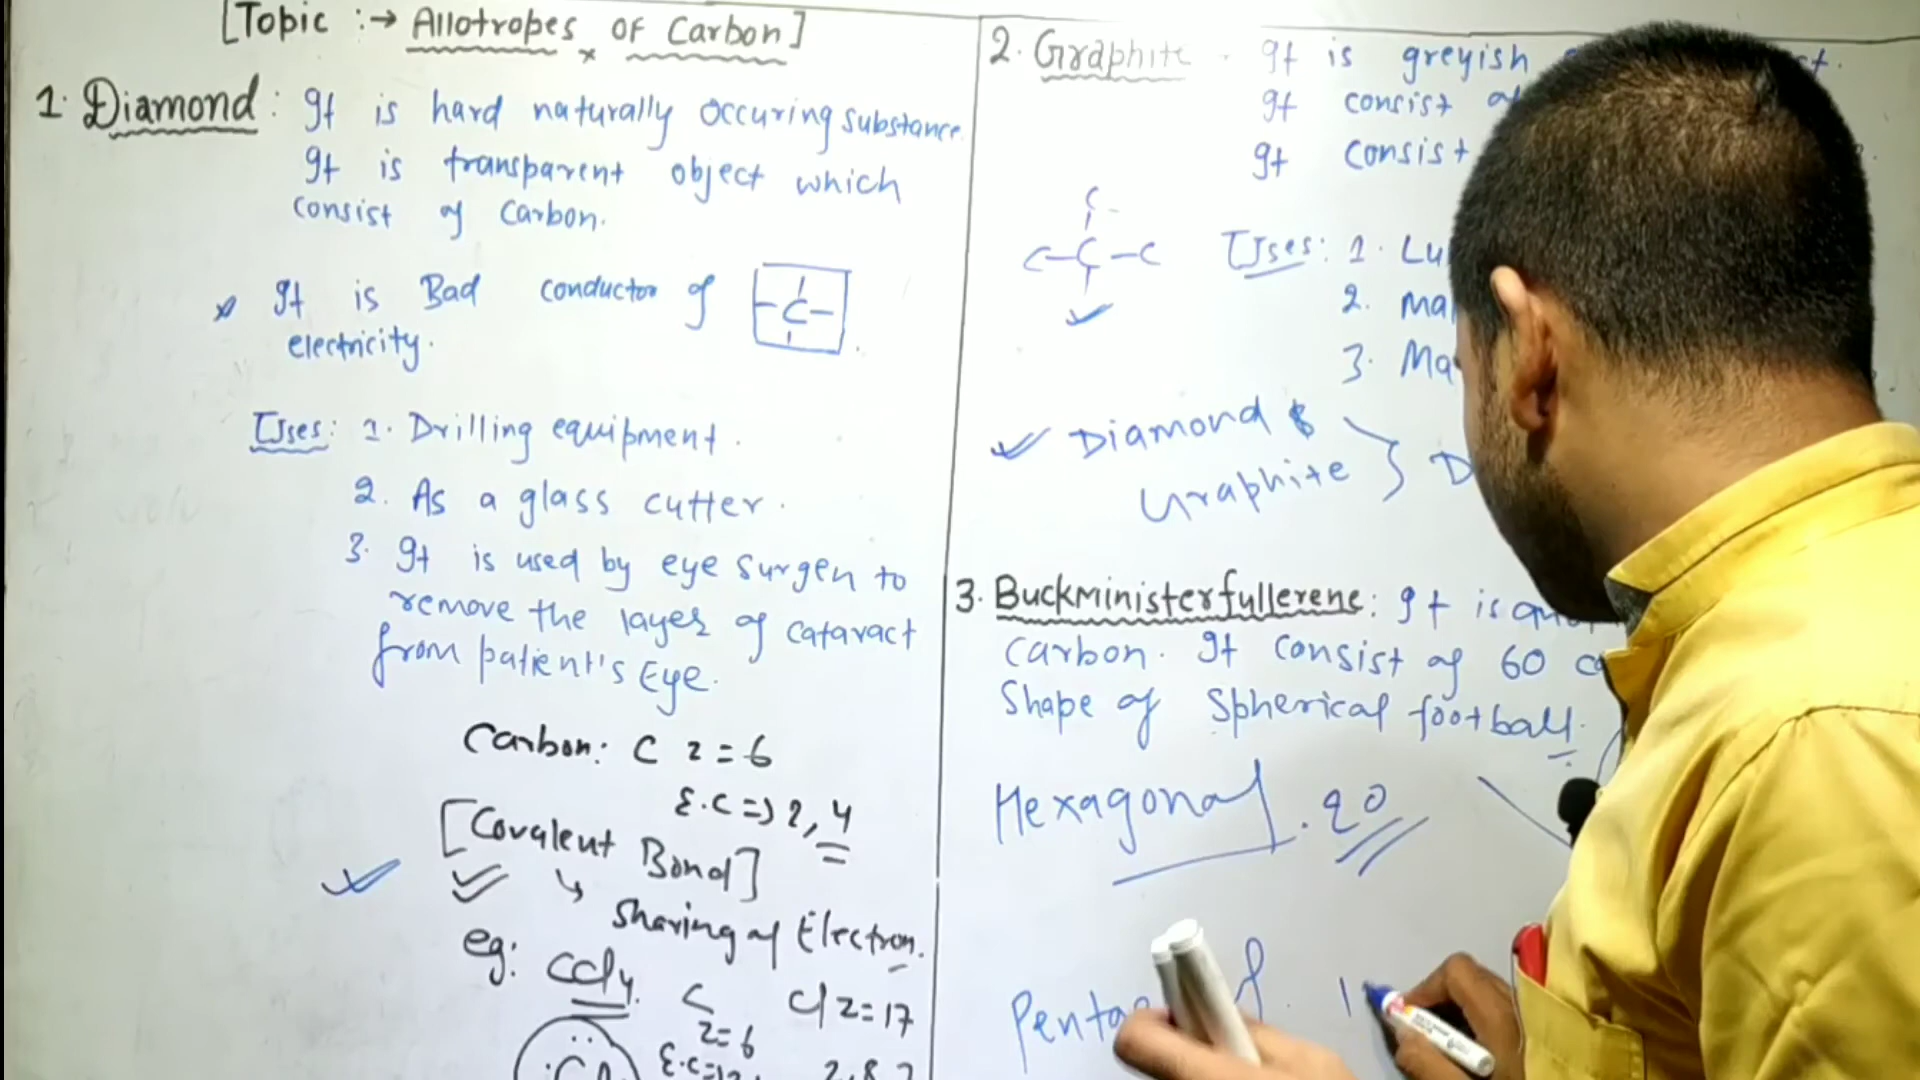 [Topic :→ Allotropes of Carbon]
1. Diamond: It is hard naturally occuring substance.
It is transparent object which
consist of Carbon.
It is Bad conductor of
electricity.
-C-
Uses: 1. Drilling equipment.
2. As a glass cutter.
3. It is used by eye surgen to
remove the layer of cataract
from patient's Eye.
Carbon: C z=6
E.C => 2, 4
[Covalent Bond]
↳ Sharing of Electron.
eg: CCl4. C Cl z=17
z=6
2. Graphite It is greyish
It consist of
It consist
C
C-C-C
Uses: 1.
2.
3.
Diamond &
Graphite }
3. Buckministerfullerene: It is
carbon. It consist of 60
Shape of Spherical football.
Hexagonal. 20